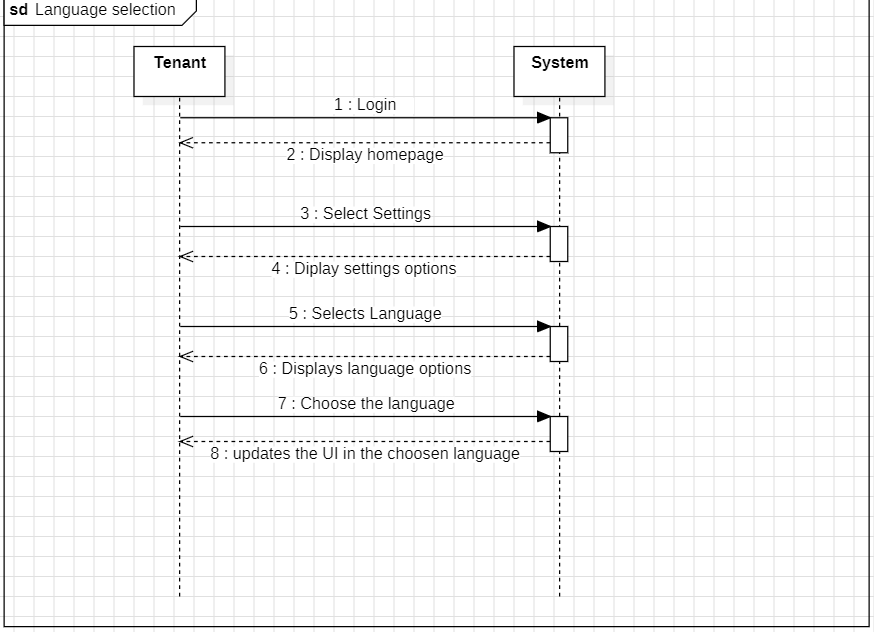 sd Language selection
Tenant
System
1 : Login
2 : Display homepage
3 : Select Settings
4 : Diplay settings options
5 : Selects Language
6 : Displays language options
7 : Choose the language
8 : updates the UI in the choosen language